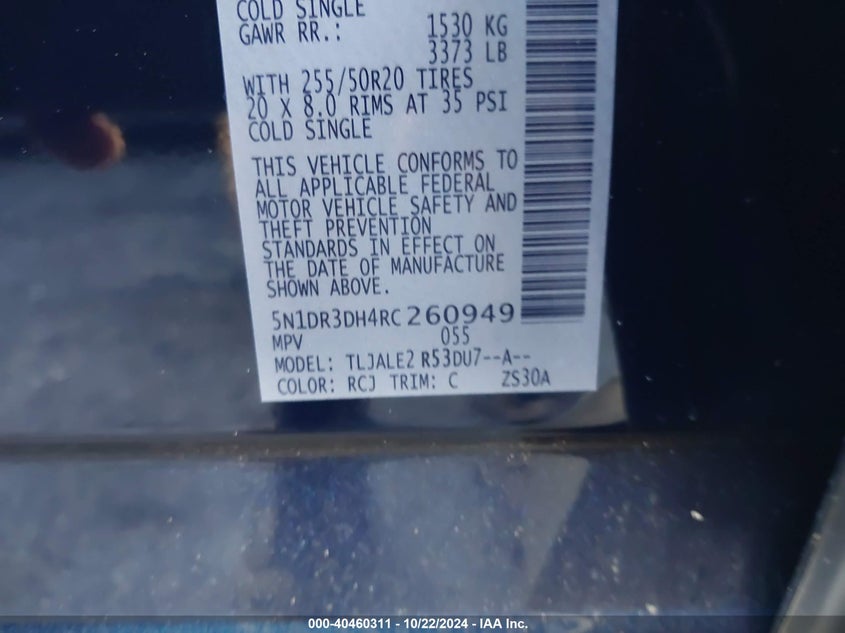 COLD SINGLE
GAWR RR.: 1530 KG
3373 LB
WITH 255/50R20 TIRES
20 X 8.0 RIMS AT 35 PSI
COLD SINGLE
THIS VEHICLE CONFORMS TO
ALL APPLICABLE FEDERAL
MOTOR VEHICLE SAFETY AND
THEFT PREVENTION
STANDARDS IN EFFECT ON
THE DATE OF MANUFACTURE
SHOWN ABOVE.
5N1DR3DH4RC260949
MPV 055
MODEL: TLJALE2 R53DU7--A--
COLOR: RCJ TRIM: C ZS30A
000-40460311 - 10/22/2024 - IAA Inc.